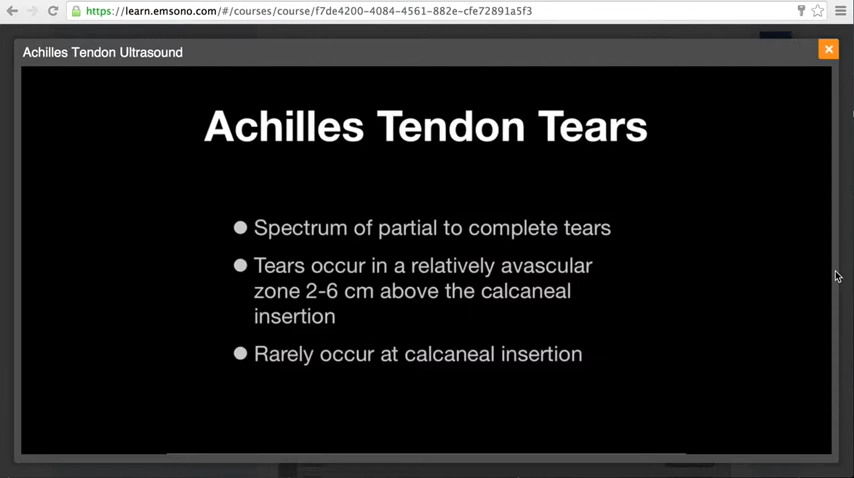 https://learn.emsono.com/#/courses/course/f7de4200-4084-4561-882e-cfe72891a5f3
Achilles Tendon Ultrasound
Achilles Tendon Tears
Spectrum of partial to complete tears
Tears occur in a relatively avascular
zone 2-6 cm above the calcaneal
insertion
Rarely occur at calcaneal insertion